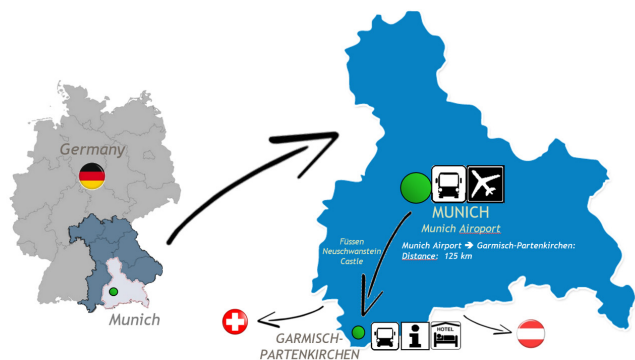 Germany
Munich
MUNICH
Munich Airoport
Füssen
Neuschwanstein
Castle
Munich Airport ➔ Garmisch-Partenkirchen:
Distance: 125 km
GARMISCH-
PARTENKIRCHEN
i
HOTEL